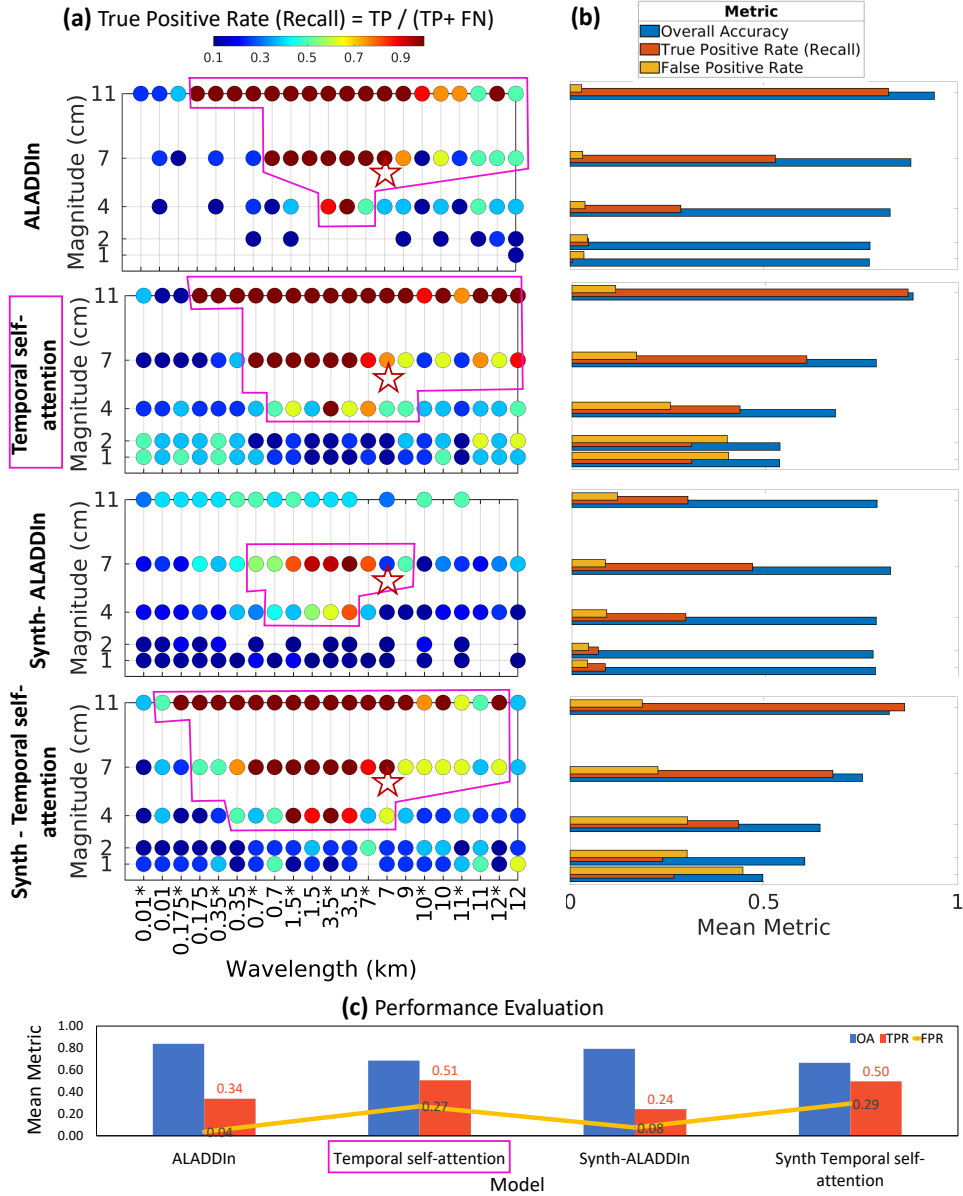 (a) True Positive Rate (Recall) = TP / (TP+ FN)
0.1 0.3 0.5 0.7 0.9
ALADDIn
Magnitude (cm)
11
7
4
2
1
Temporal self-
attention
Magnitude (cm)
11
7
4
2
1
Synth- ALADDIn
Magnitude (cm)
11
7
4
2
1
Synth - Temporal self-
attention
Magnitude (cm)
11
7
4
2
1
0.01* 0.01 0.175* 0.175 0.35* 0.35 0.7* 0.7 1.5* 1.5 3.5* 3.5 7* 7 9 10* 10 11* 11 12* 12
Wavelength (km)
(b)
Metric
Overall Accuracy
True Positive Rate (Recall)
False Positive Rate
0 0.5 1
Mean Metric
(c) Performance Evaluation
OA TPR FPR
Mean Metric
1.00
0.80
0.60
0.40
0.20
0.00
0.34 0.51 0.24 0.50
0.04 0.27 0.08 0.29
ALADDIn Temporal self-attention Synth-ALADDIn Synth Temporal self-
attention
Model